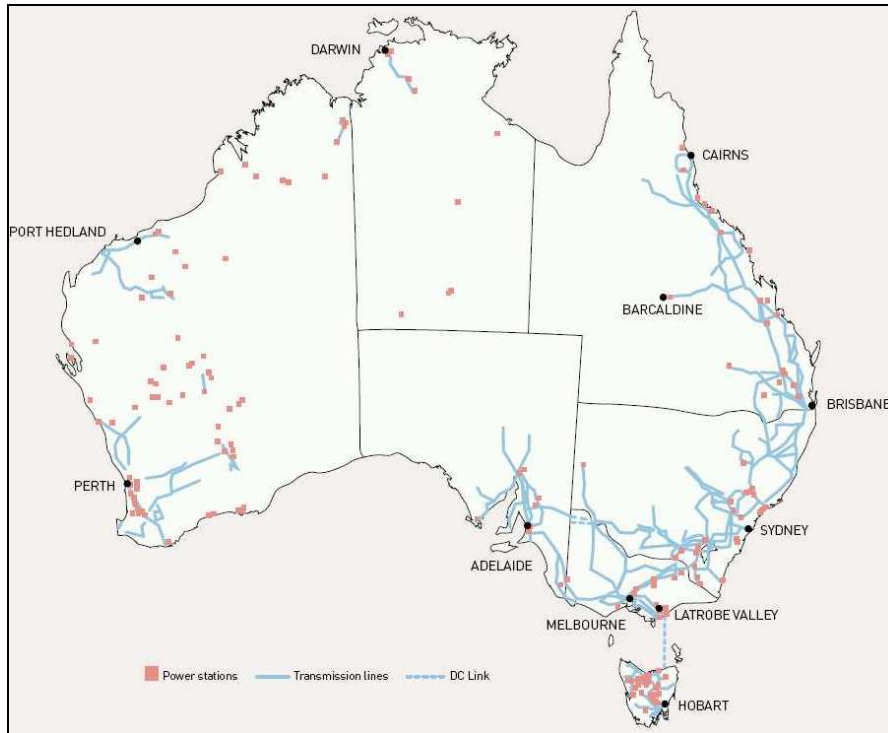 DARWIN
CAIRNS
PORT HEDLAND
BARCALDINE
BRISBANE
PERTH
SYDNEY
ADELAIDE
MELBOURNE
LATROBE VALLEY
Power stations
Transmission lines
DC Link
HOBART